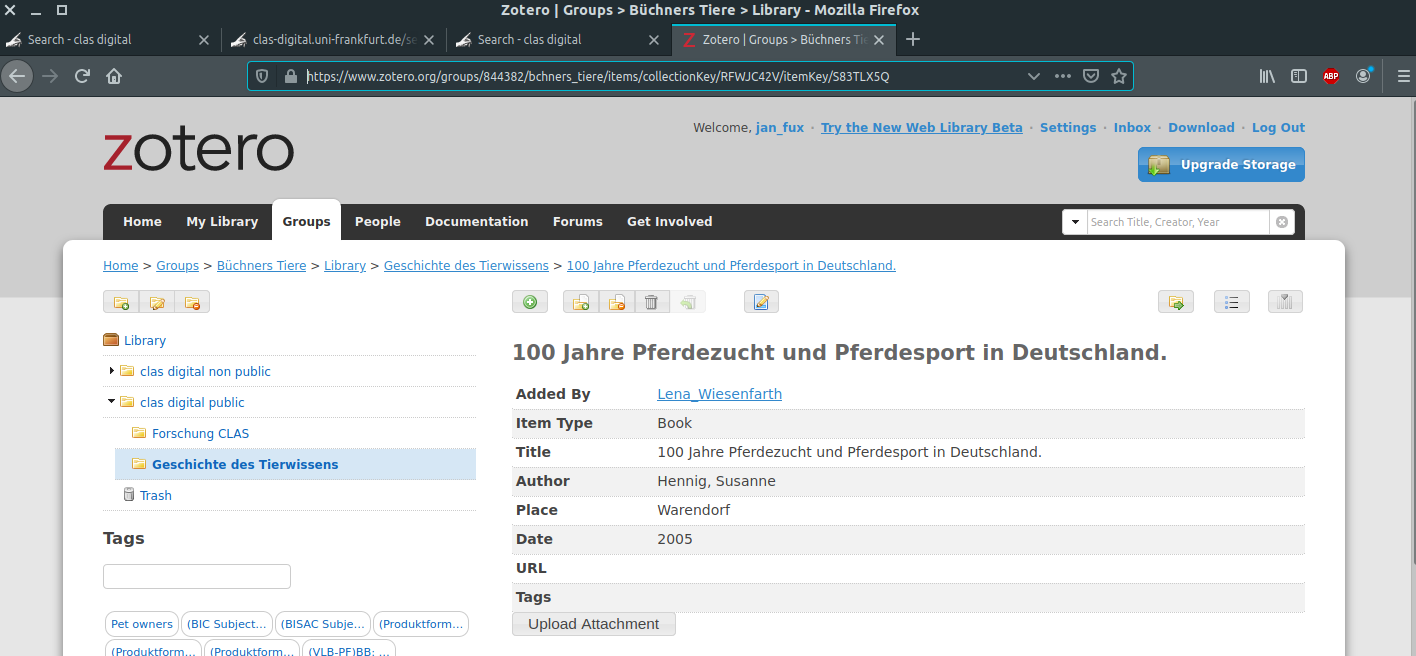 Zotero | Groups > Büchners Tiere > Library - Mozilla Firefox
Search - clas digital
clas-digital.uni-frankfurt.de/se
Search - clas digital
Zotero | Groups > Büchners Tie
https://www.zotero.org/groups/844382/bchners_tiere/items/collectionKey/RFWJC42V/itemKey/S83TLX5Q
ABP
zotero
Welcome, jan_fux · Try the New Web Library Beta · Settings · Inbox · Download · Log Out
Upgrade Storage
Home My Library Groups People Documentation Forums Get Involved
Search Title, Creator, Year
Home > Groups > Büchners Tiere > Library > Geschichte des Tierwissens > 100 Jahre Pferdezucht und Pferdesport in Deutschland.
Library
clas digital non public
clas digital public
Forschung CLAS
Geschichte des Tierwissens
Trash
Tags
Pet owners (BIC Subject... (BISAC Subje... (Produktform...
(Produktform... (Produktform... (VLB-PF)BB: ...
100 Jahre Pferdezucht und Pferdesport in Deutschland.
Added By Lena_Wiesenfarth
Item Type Book
Title 100 Jahre Pferdezucht und Pferdesport in Deutschland.
Author Hennig, Susanne
Place Warendorf
Date 2005
URL
Tags
Upload Attachment